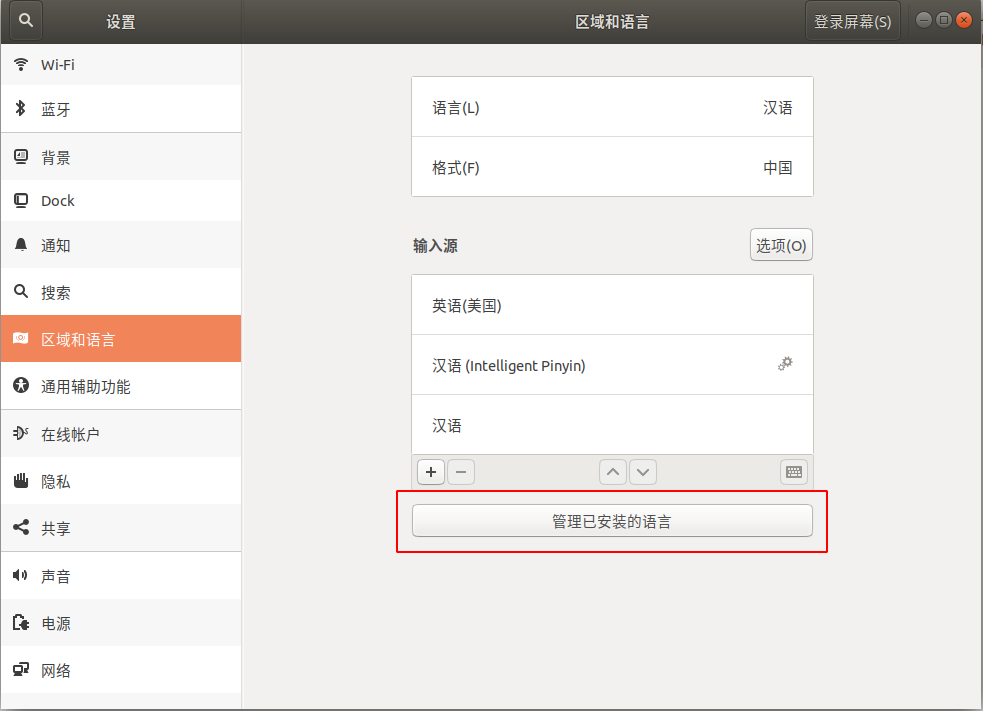 设置
区域和语言
登录屏幕(S)
Wi-Fi
蓝牙
背景
Dock
通知
搜索
区域和语言
通用辅助功能
在线帐户
隐私
共享
声音
电源
网络
语言(L) 汉语
格式(F) 中国
输入源 选项(O)
英语(美国)
汉语 (Intelligent Pinyin)
汉语
管理已安装的语言